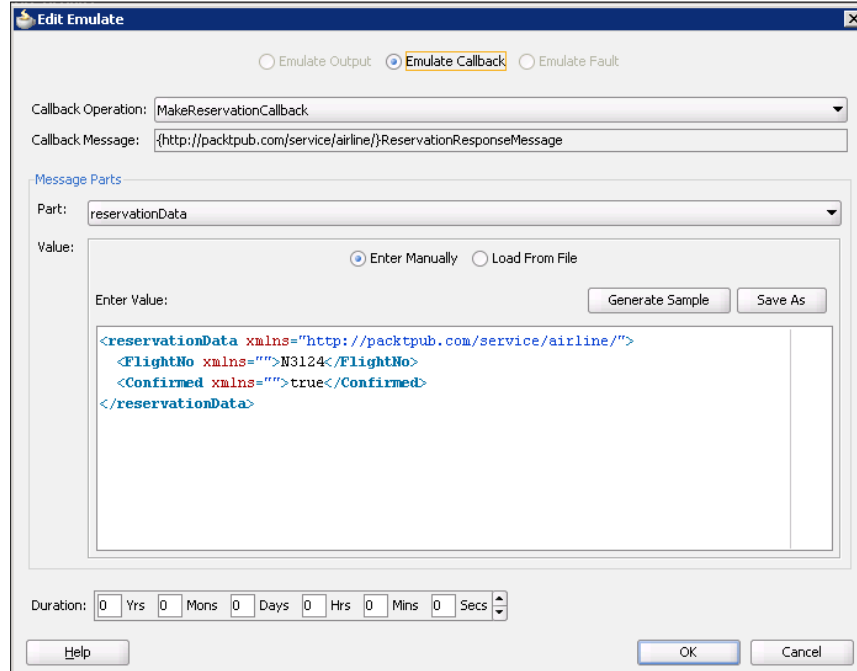 Edit Emulate
Emulate Output Emulate Callback Emulate Fault
Callback Operation: MakeReservationCallback
Callback Message: {http://packtpub.com/service/airline/}ReservationResponseMessage
Message Parts
Part: reservationData
Value:
Enter Manually Load From File
Enter Value: Generate Sample Save As
<reservationData xmlns="http://packtpub.com/service/airline/">
<FlightNo xmlns="">N3124</FlightNo>
<Confirmed xmlns="">true</Confirmed>
</reservationData>
Duration: 0 Yrs 0 Mons 0 Days 0 Hrs 0 Mins 0 Secs
Help OK Cancel